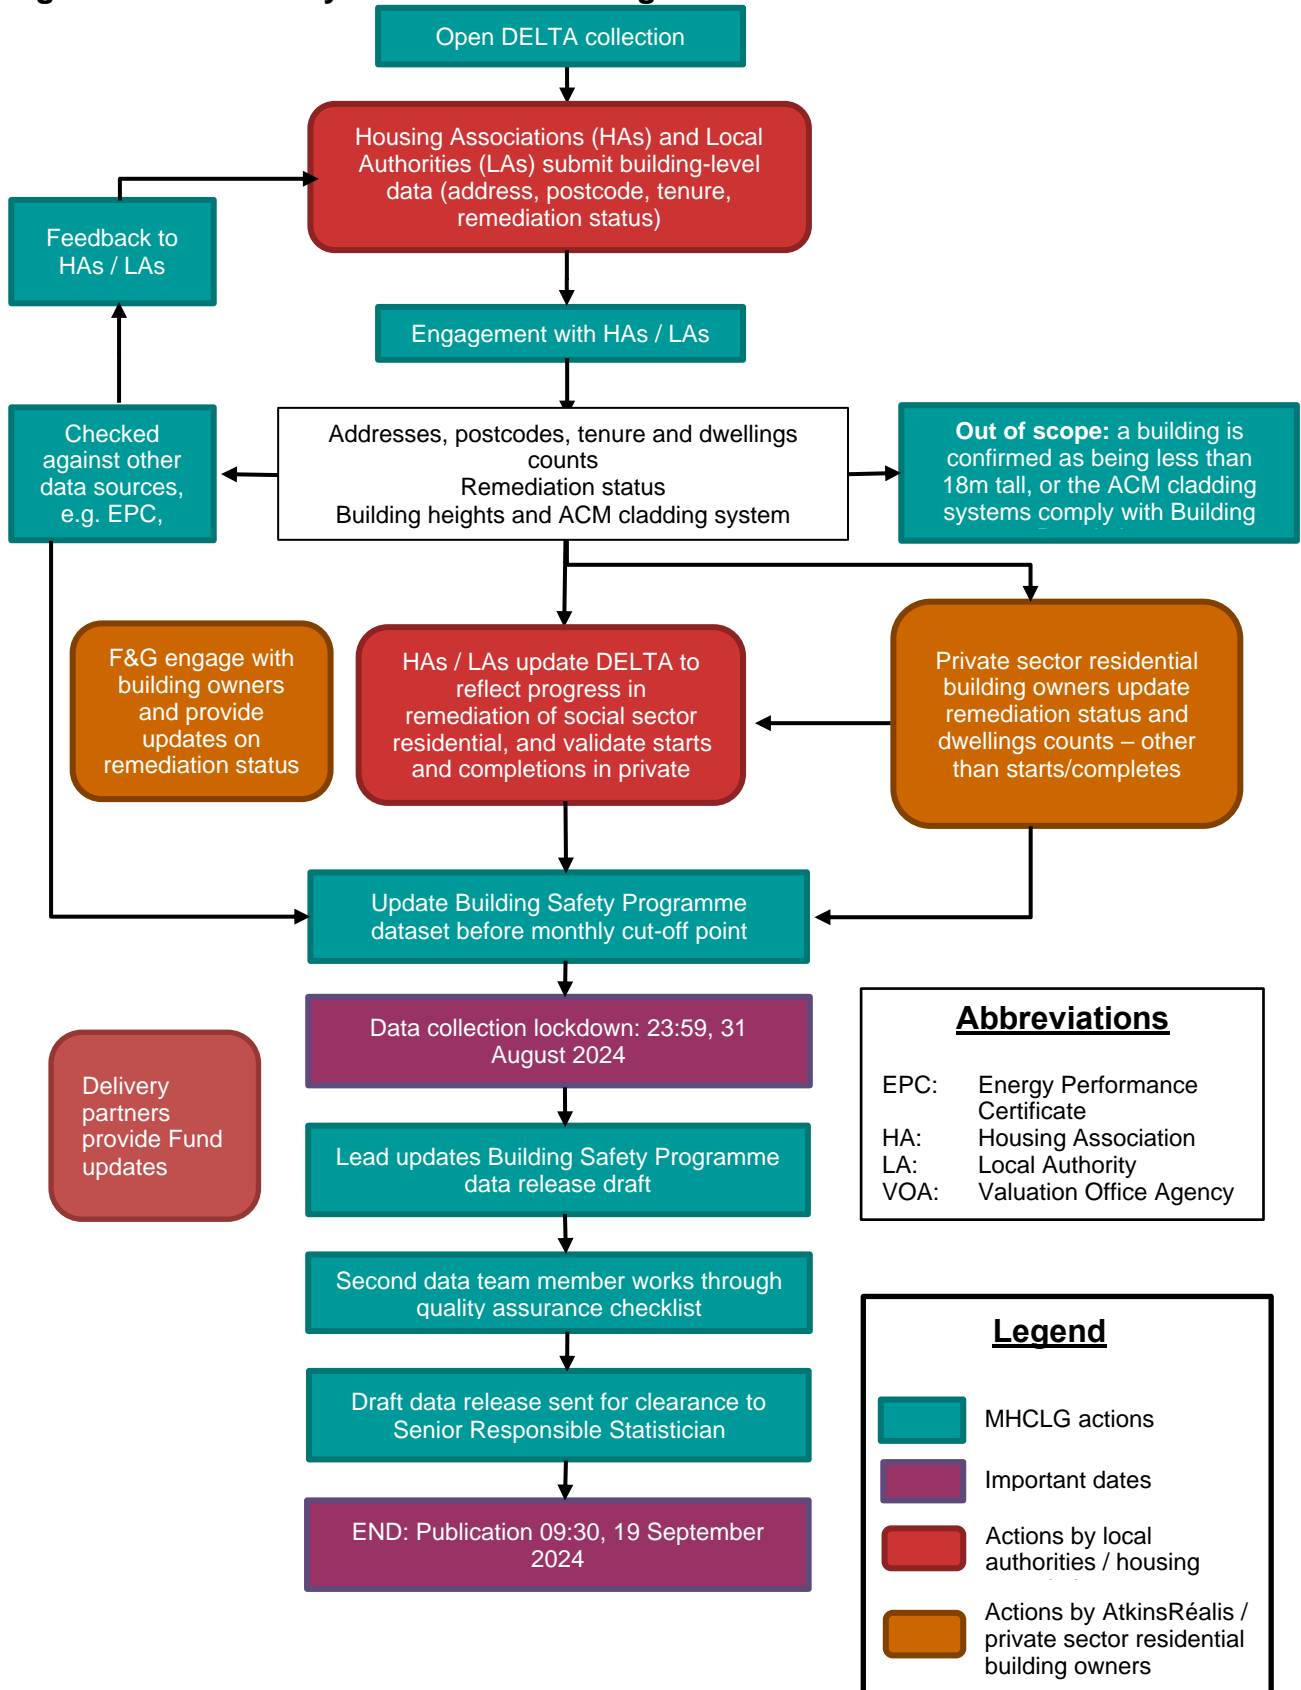 Open DELTA collection
Housing Associations (HAs) and Local
Authorities (LAs) submit building-level
data (address, postcode, tenure,
remediation status)
Feedback to
HAs / LAs
Engagement with HAs / LAs
Checked
against other
data sources,
e.g. EPC,
Addresses, postcodes, tenure and dwellings
counts
Remediation status
Building heights and ACM cladding system
Out of scope: a building is
confirmed as being less than
18m tall, or the ACM cladding
systems comply with Building
F&G engage with
building owners
and provide
updates on
remediation status
HAs / LAs update DELTA to
reflect progress in
remediation of social sector
residential, and validate starts
and completions in private
Private sector residential
building owners update
remediation status and
dwellings counts – other
than starts/completes
Update Building Safety Programme
dataset before monthly cut-off point
Data collection lockdown: 23:59, 31
August 2024
Delivery
partners
provide Fund
updates
Lead updates Building Safety Programme
data release draft
Second data team member works through
quality assurance checklist
Draft data release sent for clearance to
Senior Responsible Statistician
END: Publication 09:30, 19 September
2024
Abbreviations
EPC: Energy Performance
Certificate
HA: Housing Association
LA: Local Authority
VOA: Valuation Office Agency
Legend
MHCLG actions
Important dates
Actions by local
authorities / housing
Actions by AtkinsRéalis /
private sector residential
building owners